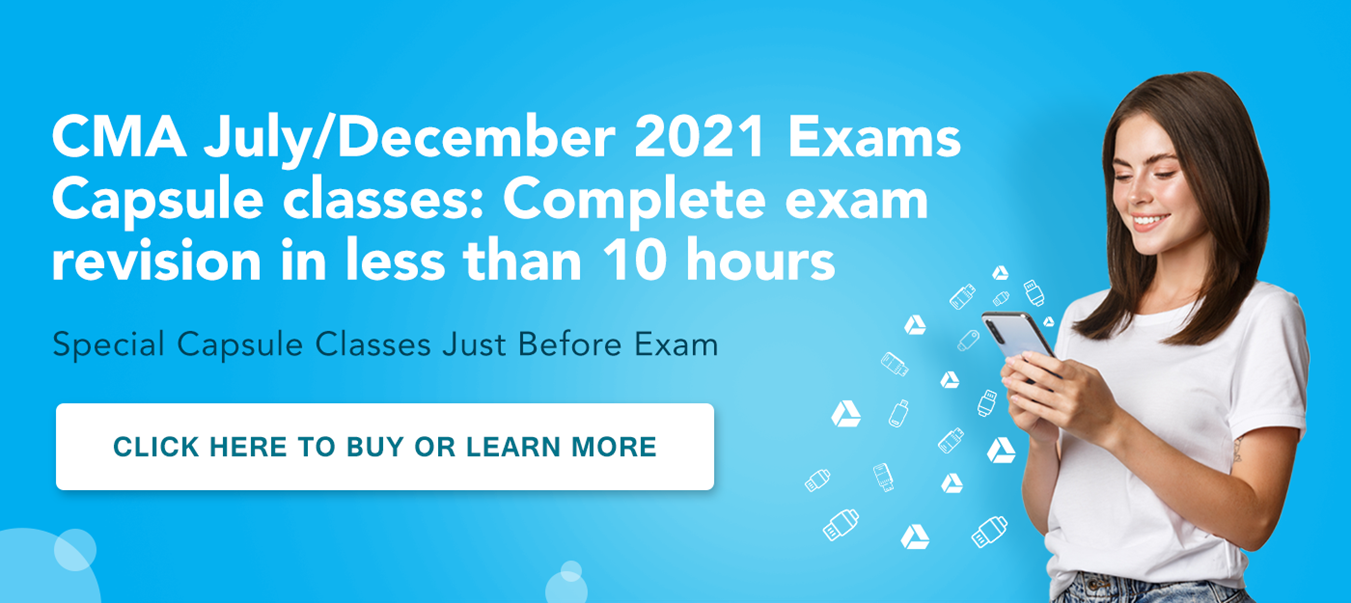 CMA July/December 2021 Exams
Capsule classes: Complete exam
revision in less than 10 hours
Special Capsule Classes Just Before Exam
CLICK HERE TO BUY OR LEARN MORE